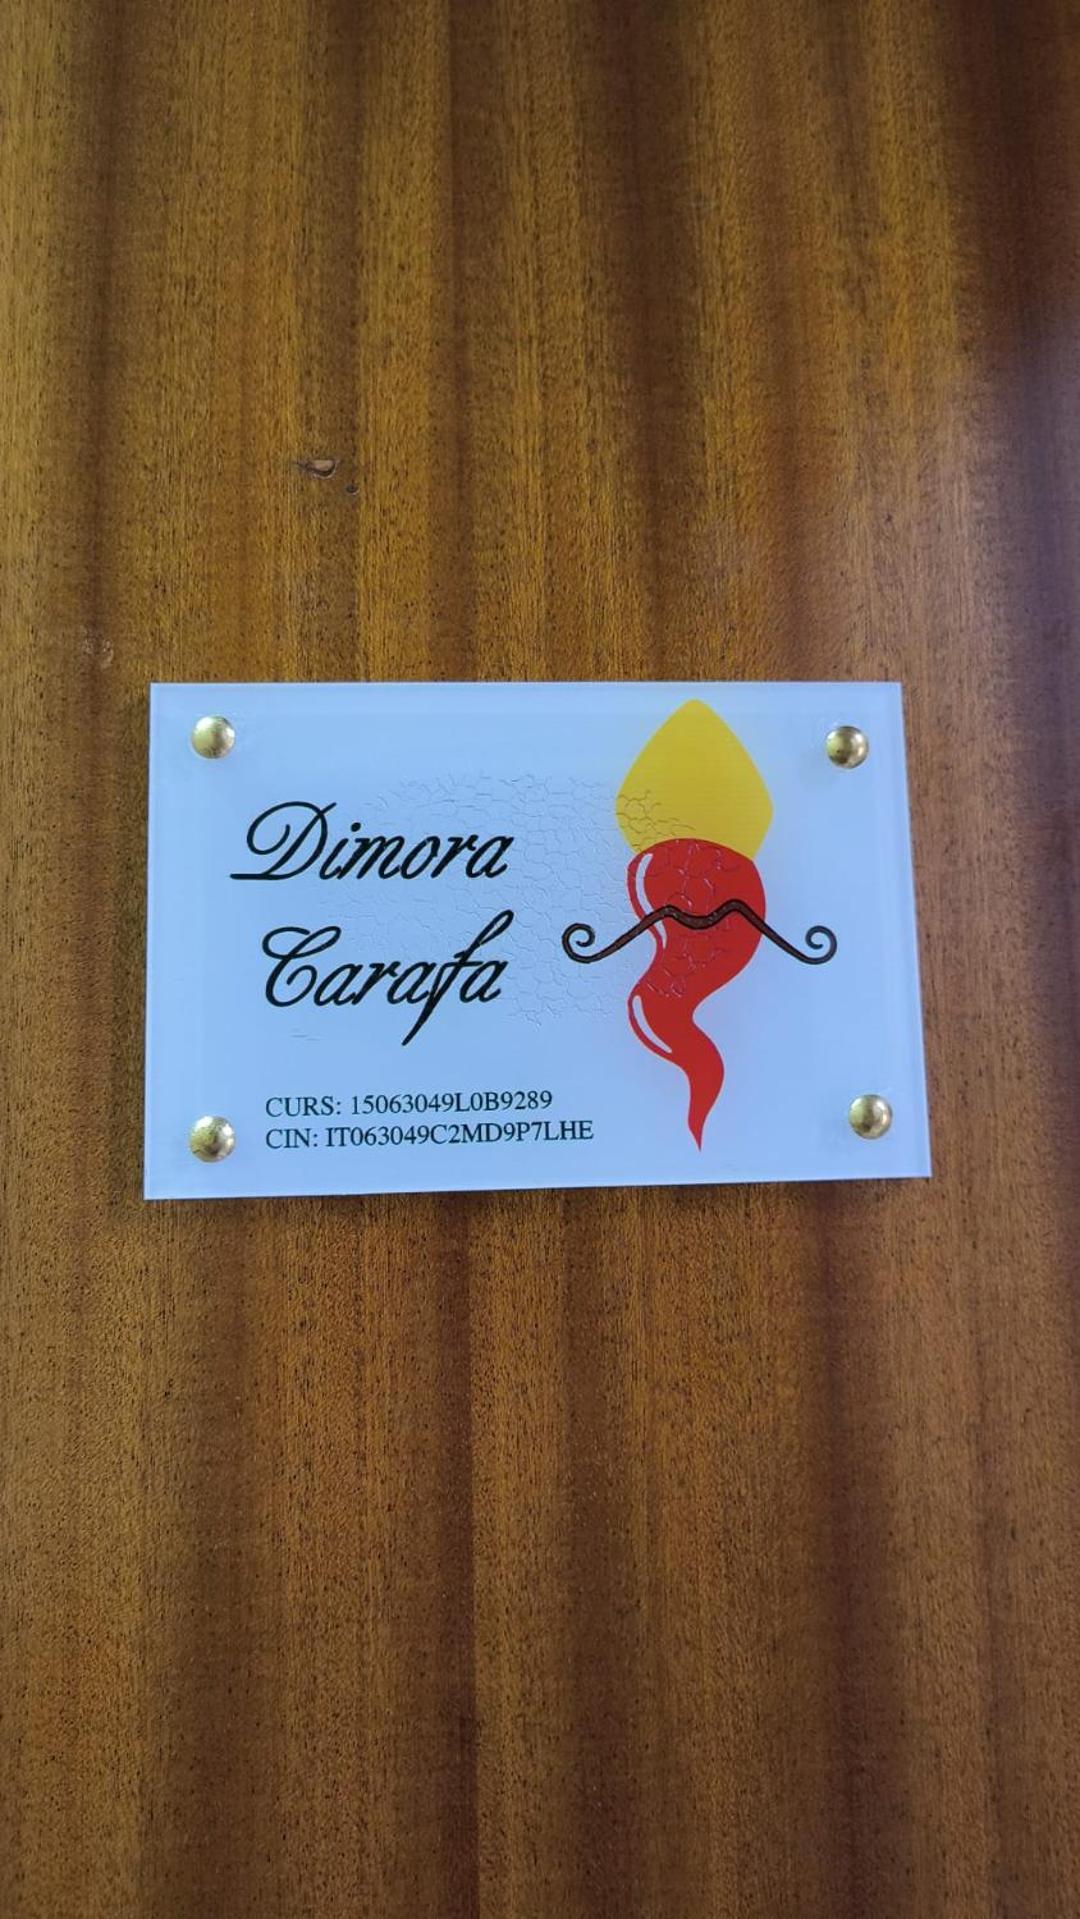 Dimora
Carafa
CURS: 15063049L0B9289
CIN: IT063049C2MD9P7LHE